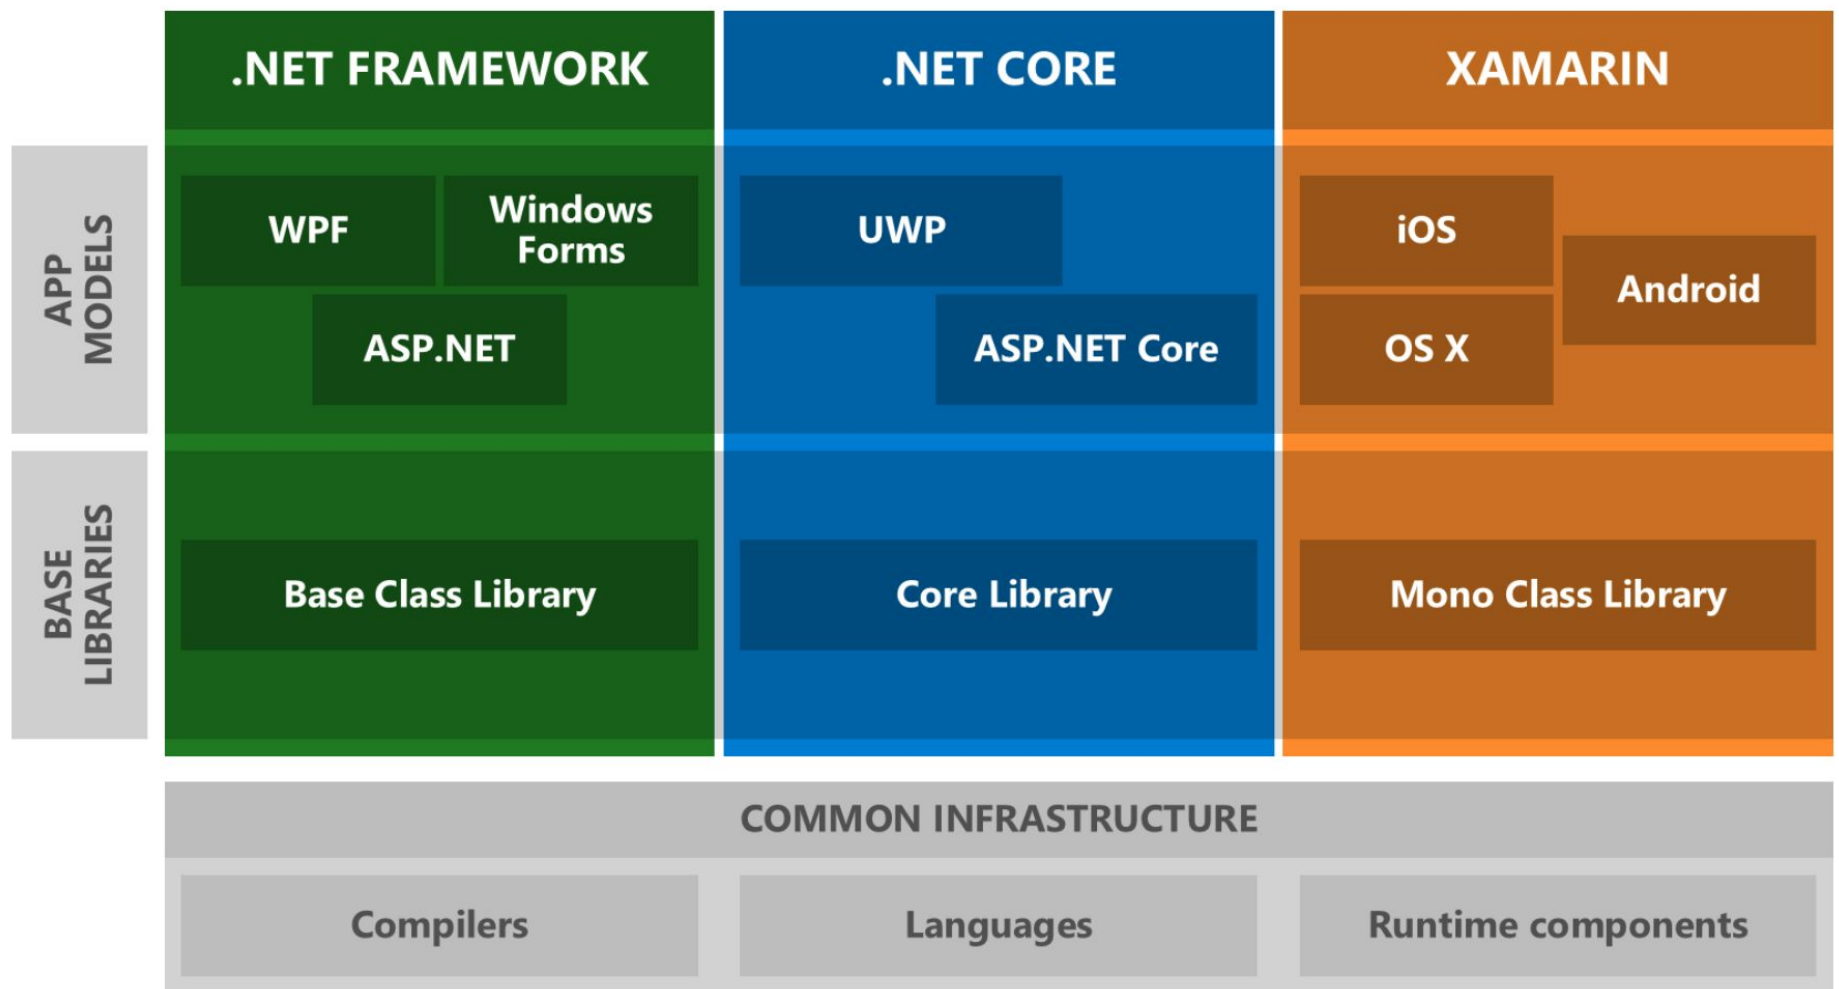 .NET FRAMEWORK
.NET CORE
XAMARIN
APP
MODELS
WPF
Windows
Forms
ASP.NET
UWP
ASP.NET Core
iOS
Android
OS X
BASE
LIBRARIES
Base Class Library
Core Library
Mono Class Library
COMMON INFRASTRUCTURE
Compilers
Languages
Runtime components